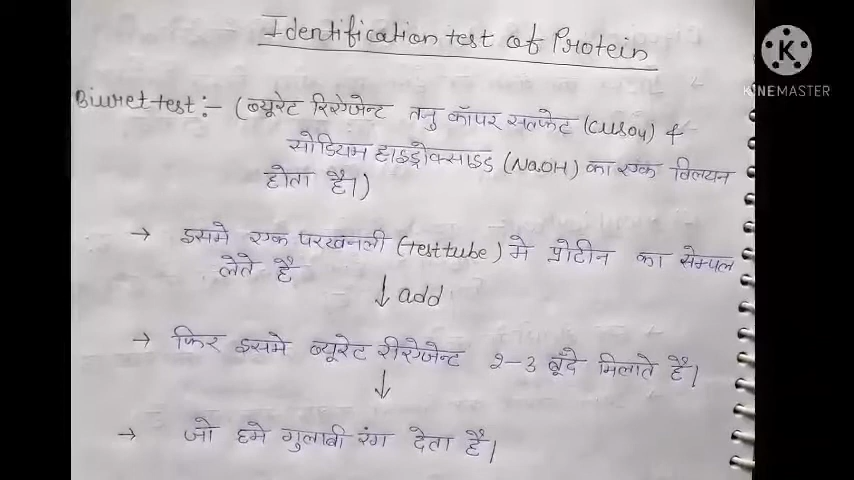 Identification test of Protein
K
KINEMASTER
Biuret test:- (ब्यूरेट रिएजेन्ट तनु कॉपर सल्फेट (CuSO4) &
सोडियम हाइड्रोक्साइड (NaOH) का एक विलयन
होता है।)
→ इसमे एक परखनली (test tube) मे प्रोटीन का सेम्पल
लेते है
↓ add
→ फिर इसमे ब्यूरेट रीऐजेन्ट 2-3 बूँदे मिलाते है।
↓
→ जो हमे गुलाबी रंग देता है।